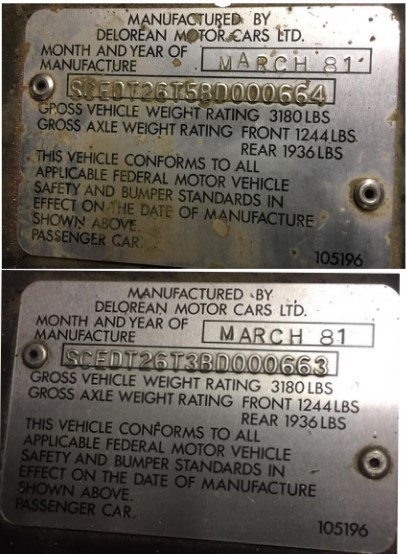 MANUFACTURED BY
DELOREAN MOTOR CARS LTD.
MONTH AND YEAR OF
MANUFACTURE MARCH 81
SCEDT26T5BD000664
GROSS VEHICLE WEIGHT RATING 3180 LBS
GROSS AXLE WEIGHT RATING FRONT 1244 LBS
REAR 1936 LBS
THIS VEHICLE CONFORMS TO ALL
APPLICABLE FEDERAL MOTOR VEHICLE
SAFETY AND BUMPER STANDARDS IN
EFFECT ON THE DATE OF MANUFACTURE
SHOWN ABOVE.
PASSENGER CAR.
105196
MANUFACTURED BY
DELOREAN MOTOR CARS LTD.
MONTH AND YEAR OF
MANUFACTURE MARCH 81
SCEDT26T3BD000663
GROSS VEHICLE WEIGHT RATING 3180 LBS
GROSS AXLE WEIGHT RATING FRONT 1244 LBS
REAR 1936 LBS
THIS VEHICLE CONFORMS TO ALL
APPLICABLE FEDERAL MOTOR VEHICLE
SAFETY AND BUMPER STANDARDS IN
EFFECT ON THE DATE OF MANUFACTURE
SHOWN ABOVE.
PASSENGER CAR.
105196